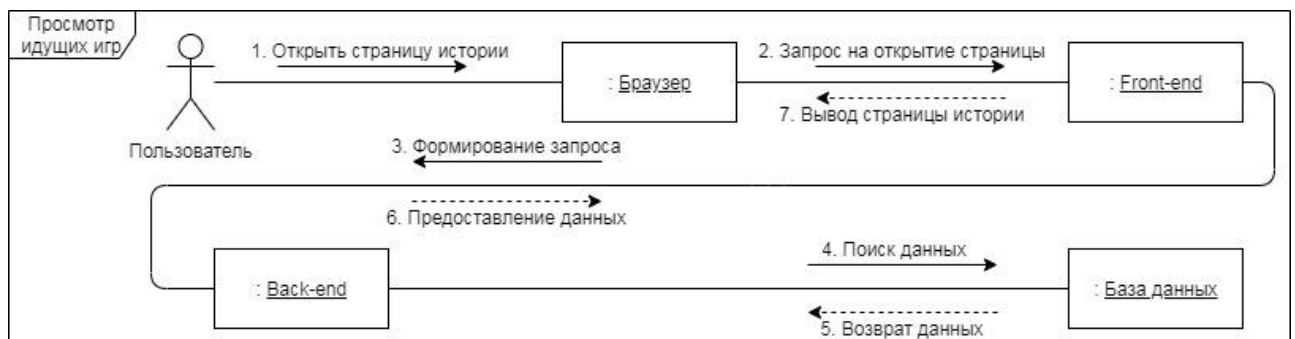 Просмотр
идущих игр
1. Открыть страницу истории
2. Запрос на открытие страницы
: Браузер
: Front-end
7. Вывод страницы истории
Пользователь
3. Формирование запроса
6. Предоставление данных
4. Поиск данных
: Back-end
: База данных
5. Возврат данных